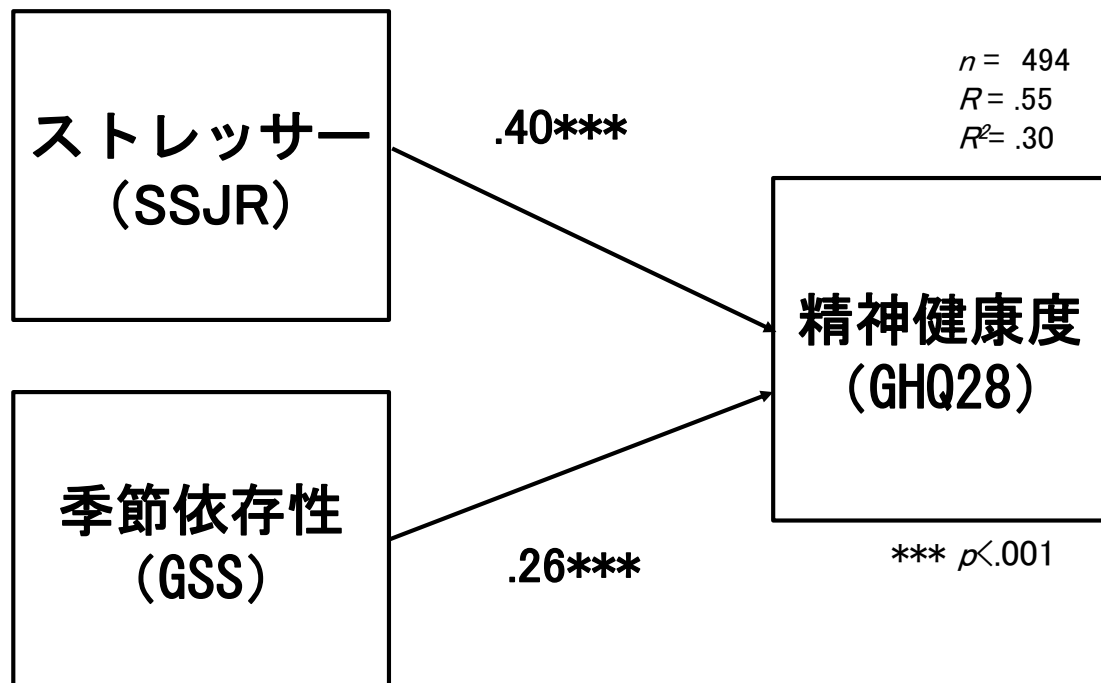 ストレッサー
（SSJR）
.40***
n = 494
R = .55
R²= .30
精神健康度
（GHQ28）
季節依存性
（GSS）
.26***
*** p<.001